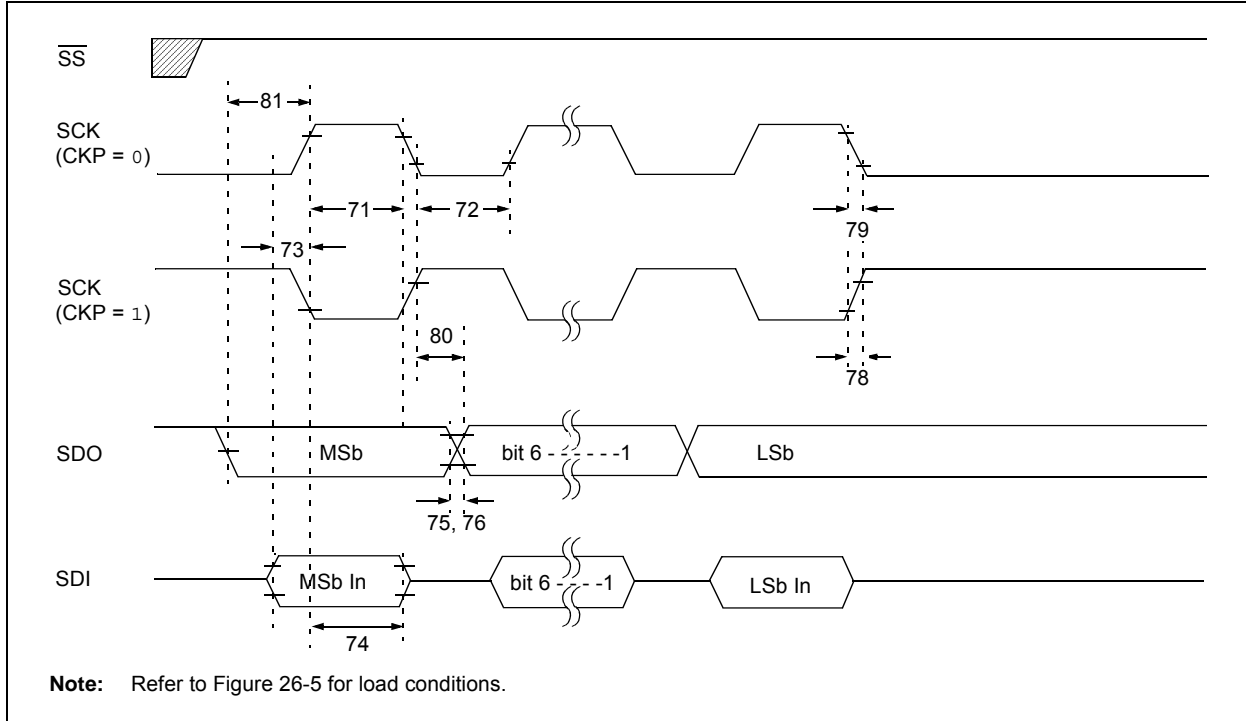 SS
81
SCK
(CKP = 0)
71
72
79
73
SCK
(CKP = 1)
80
78
SDO
MSb
bit 6 - - - - - -1
LSb
75, 76
SDI
MSb In
bit 6 - - - - -1
LSb In
74
Note: Refer to Figure 26-5 for load conditions.